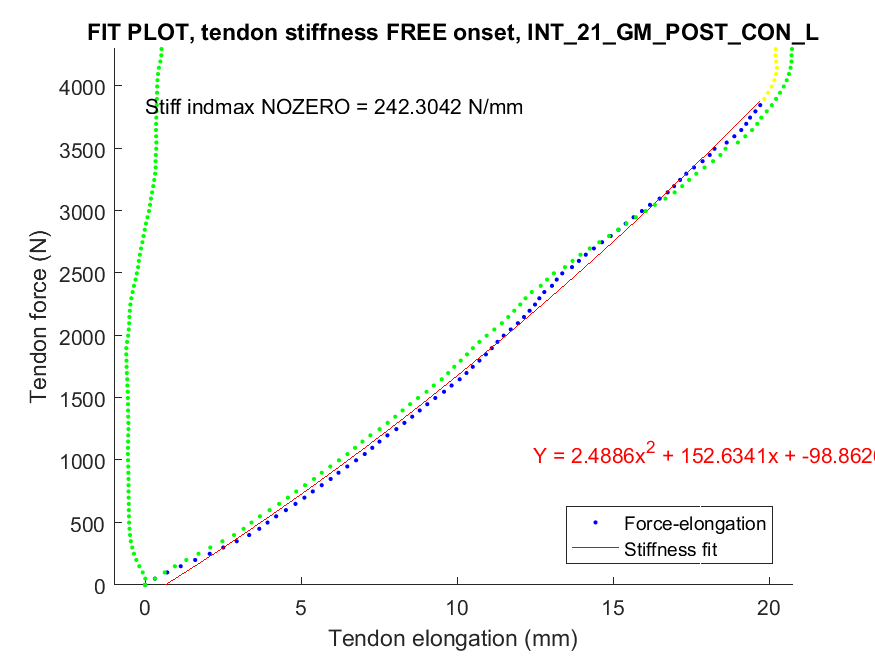 FIT PLOT, tendon stiffness FREE onset, INT_21_GM_POST_CON_L
Stiff indmax NOZERO = 242.3042 N/mm
4000
3500
3000
2500
2000
1500
1000
500
0
Tendon force (N)
Y = 2.4886x² + 152.6341x + -98.862
Force-elongation
Stiffness fit
0 5 10 15 20
Tendon elongation (mm)